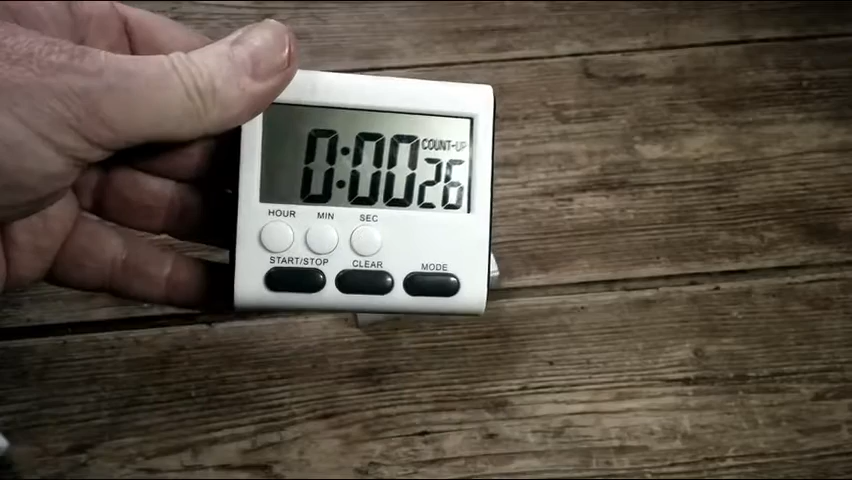 COUNT-UP
0:00 26
HOUR MIN SEC
START/STOP CLEAR MODE